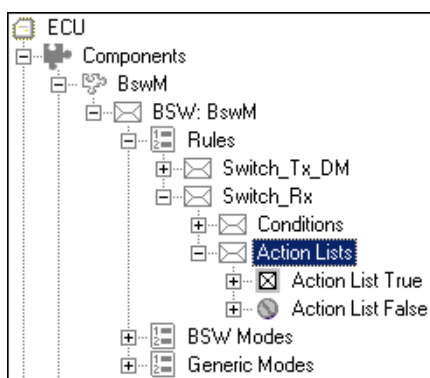 ECU
Components
BswM
BSW: BswM
Rules
Switch_Tx_DM
Switch_Rx
Conditions
Action Lists
Action List True
Action List False
BSW Modes
Generic Modes